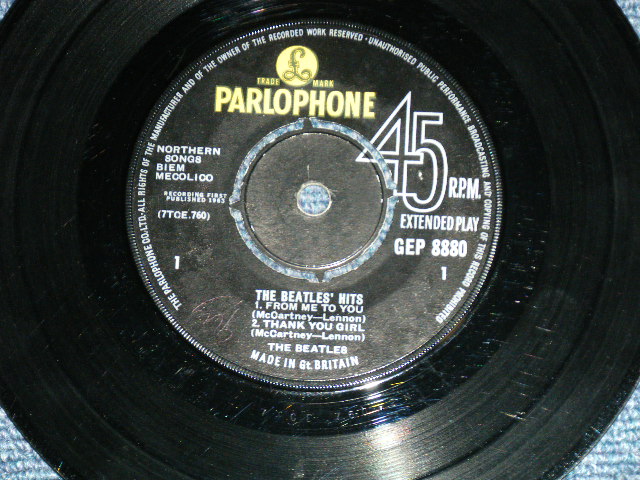 THE PARLOPHONE CO.LTD.-ALL RIGHTS OF THE MANUFACTURER AND OF THE OWNER OF THE RECORDED WORK RESERVED-UNAUTHORISED PUBLIC PERFORMANCE BROADCASTING AND COPYING OF THIS RECORD PROHIBITED
£
TRADE MARK
PARLOPHONE
45
R.P.M.
EXTENDED PLAY
GEP 8880
1
NORTHERN
SONGS
BIEM
MECOLICO
RECORDING FIRST
PUBLISHED 1963
(7TCE.760)
1
THE BEATLES' HITS
1. FROM ME TO YOU
(McCartney—Lennon)
2. THANK YOU GIRL
(McCartney—Lennon)
THE BEATLES
MADE IN Gt. BRITAIN